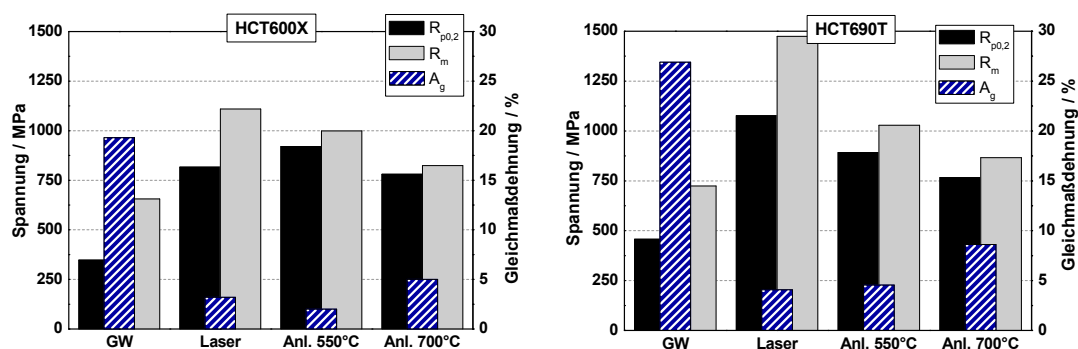 HCT600X
R_p0,2
R_m
A_g
Spannung / MPa
1500
1250
1000
750
500
250
0
30
25
20
15
10
5
0
Gleichmaßdehnung / %
GW Laser Anl. 550°C Anl. 700°C
HCT690T
R_p0,2
R_m
A_g
Spannung / MPa
1500
1250
1000
750
500
250
0
30
25
20
15
10
5
0
Gleichmaßdehnung / %
GW Laser Anl. 550°C Anl. 700°C